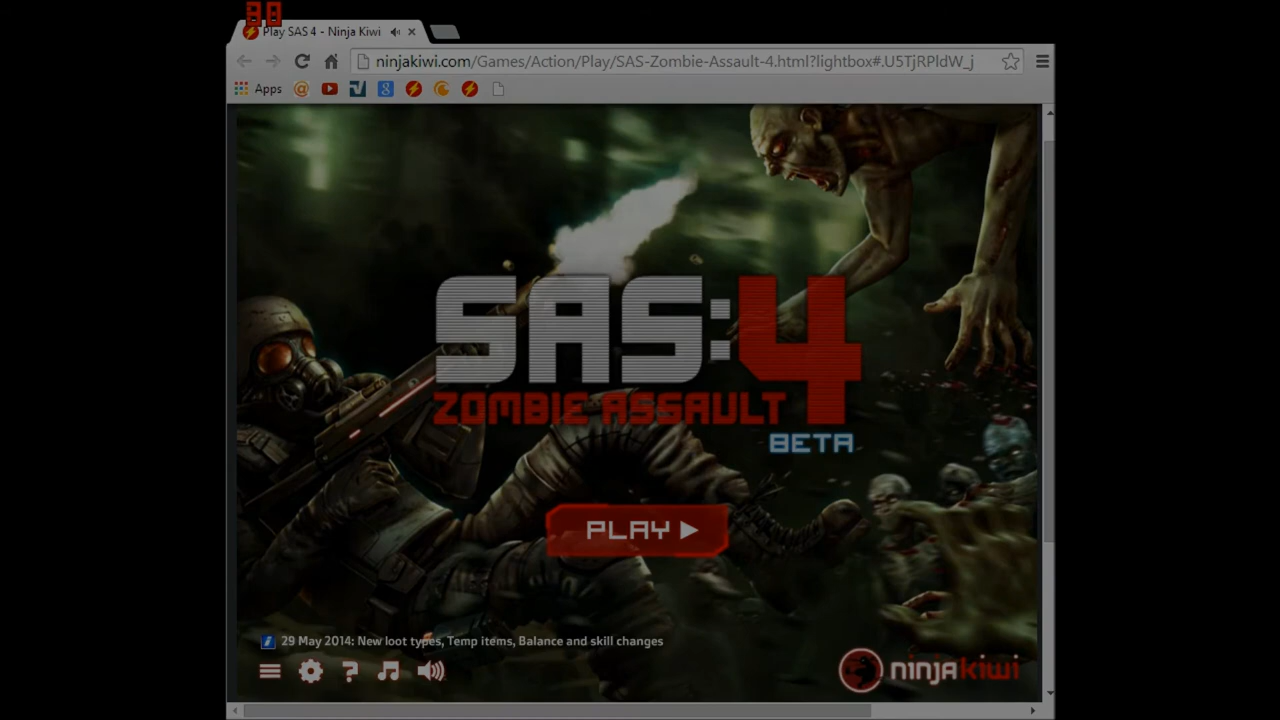 90
Play SAS 4 - Ninja Kiwi
ninjakiwi.com/Games/Action/Play/SAS-Zombie-Assault-4.html?lightbox#.U5TjRPldW_j
Apps
SAS:4
ZOMBIE ASSAULT
BETA
PLAY
29 May 2014: New loot types, Temp items, Balance and skill changes
ninjakiwi